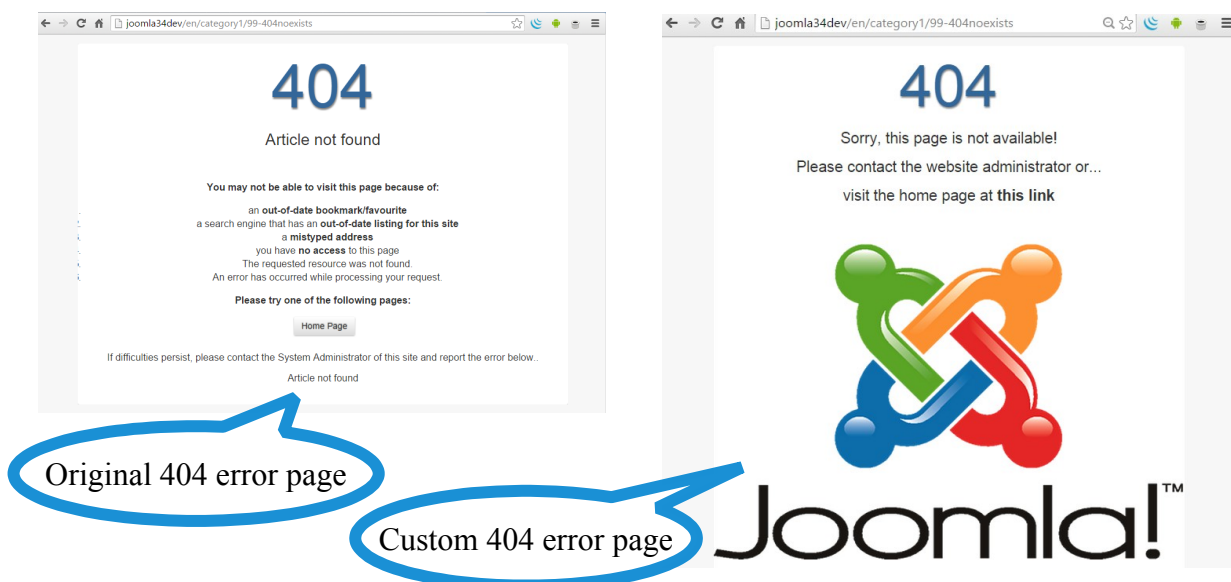 joomla34dev/en/category1/99-404noexists
404
Article not found
You may not be able to visit this page because of:
an out-of-date bookmark/favourite
a search engine that has an out-of-date listing for this site
a mistyped address
you have no access to this page
The requested resource was not found.
An error has occurred while processing your request.
Please try one of the following pages:
Home Page
If difficulties persist, please contact the System Administrator of this site and report the error below..
Article not found
Original 404 error page
joomla34dev/en/category1/99-404noexists
404
Sorry, this page is not available!
Please contact the website administrator or...
visit the home page at this link
Joomla!™
Custom 404 error page